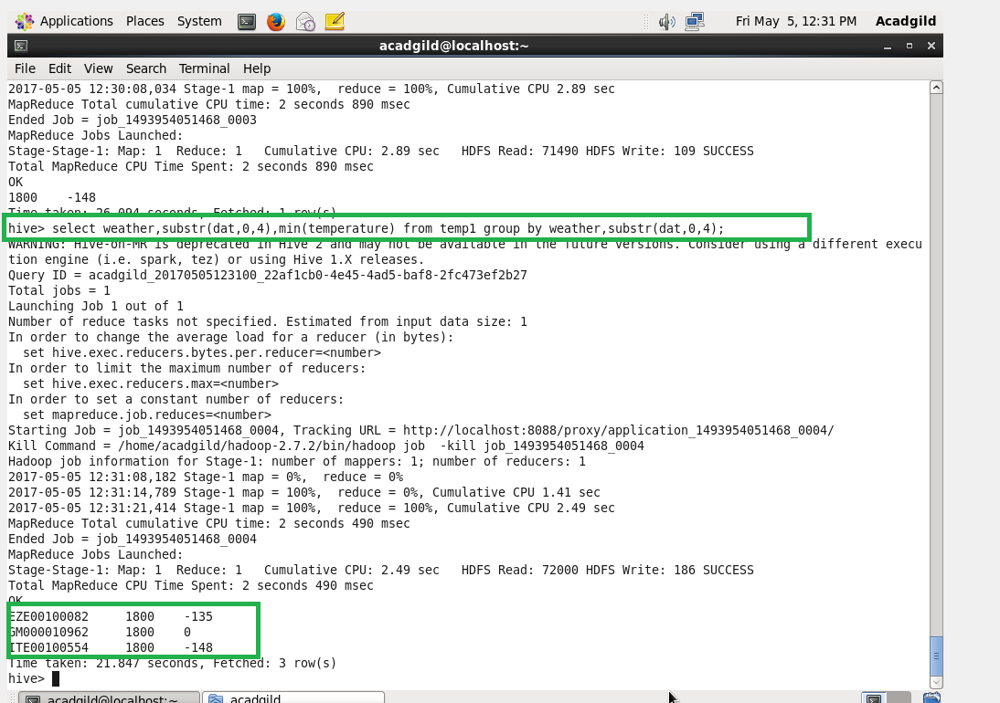 Applications Places System Fri May 5, 12:31 PM Acadgild
acadgild@localhost:~
File Edit View Search Terminal Help
2017-05-05 12:30:08,034 Stage-1 map = 100%,  reduce = 100%, Cumulative CPU 2.89 sec
MapReduce Total cumulative CPU time: 2 seconds 890 msec
Ended Job = job_1493954051468_0003
MapReduce Jobs Launched:
Stage-Stage-1: Map: 1  Reduce: 1   Cumulative CPU: 2.89 sec   HDFS Read: 71490 HDFS Write: 109 SUCCESS
Total MapReduce CPU Time Spent: 2 seconds 890 msec
OK
1800    -148
Time taken: 26.094 seconds, Fetched: 1 row(s)
hive> select weather,substr(dat,0,4),min(temperature) from temp1 group by weather,substr(dat,0,4);
WARNING: Hive-on-MR is deprecated in Hive 2 and may not be available in the future versions. Consider using a different execu
tion engine (i.e. spark, tez) or using Hive 1.X releases.
Query ID = acadgild_20170505123100_22af1cb0-4e45-4ad5-baf8-2fc473ef2b27
Total jobs = 1
Launching Job 1 out of 1
Number of reduce tasks not specified. Estimated from input data size: 1
In order to change the average load for a reducer (in bytes):
  set hive.exec.reducers.bytes.per.reducer=<number>
In order to limit the maximum number of reducers:
  set hive.exec.reducers.max=<number>
In order to set a constant number of reducers:
  set mapreduce.job.reduces=<number>
Starting Job = job_1493954051468_0004, Tracking URL = http://localhost:8088/proxy/application_1493954051468_0004/
Kill Command = /home/acadgild/hadoop-2.7.2/bin/hadoop job  -kill job_1493954051468_0004
Hadoop job information for Stage-1: number of mappers: 1; number of reducers: 1
2017-05-05 12:31:08,182 Stage-1 map = 0%,  reduce = 0%
2017-05-05 12:31:14,789 Stage-1 map = 100%,  reduce = 0%, Cumulative CPU 1.41 sec
2017-05-05 12:31:21,414 Stage-1 map = 100%,  reduce = 100%, Cumulative CPU 2.49 sec
MapReduce Total cumulative CPU time: 2 seconds 490 msec
Ended Job = job_1493954051468_0004
MapReduce Jobs Launched:
Stage-Stage-1: Map: 1  Reduce: 1   Cumulative CPU: 2.49 sec   HDFS Read: 72000 HDFS Write: 186 SUCCESS
Total MapReduce CPU Time Spent: 2 seconds 490 msec
OK
EZE00100082     1800    -135
GM000010962     1800    0
ITE00100554     1800    -148
Time taken: 21.847 seconds, Fetched: 3 row(s)
hive>
acadgild@localhost:~ acadgild